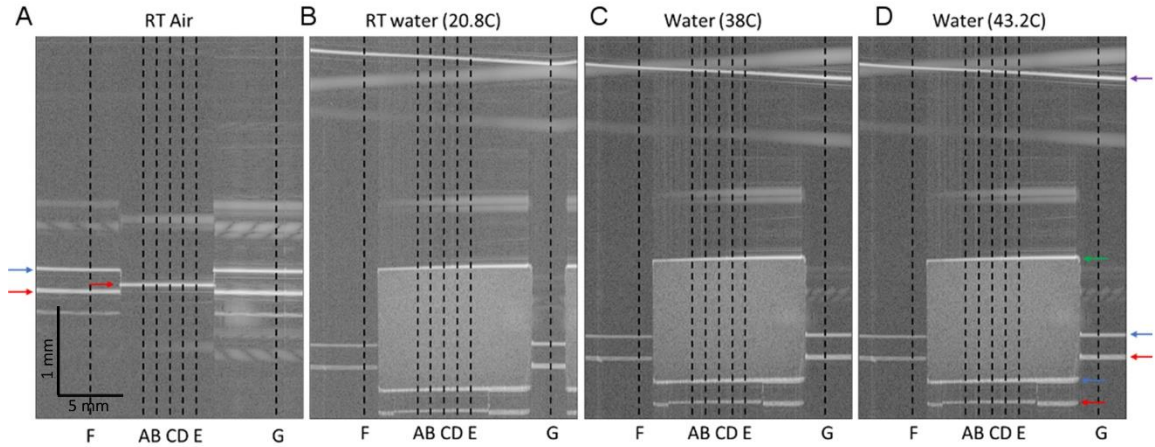 A RT Air
B RT water (20.8C)
C Water (38C)
D Water (43.2C)
1 mm
5 mm
F AB CD E G
F AB CD E G
F AB CD E G
F AB CD E G